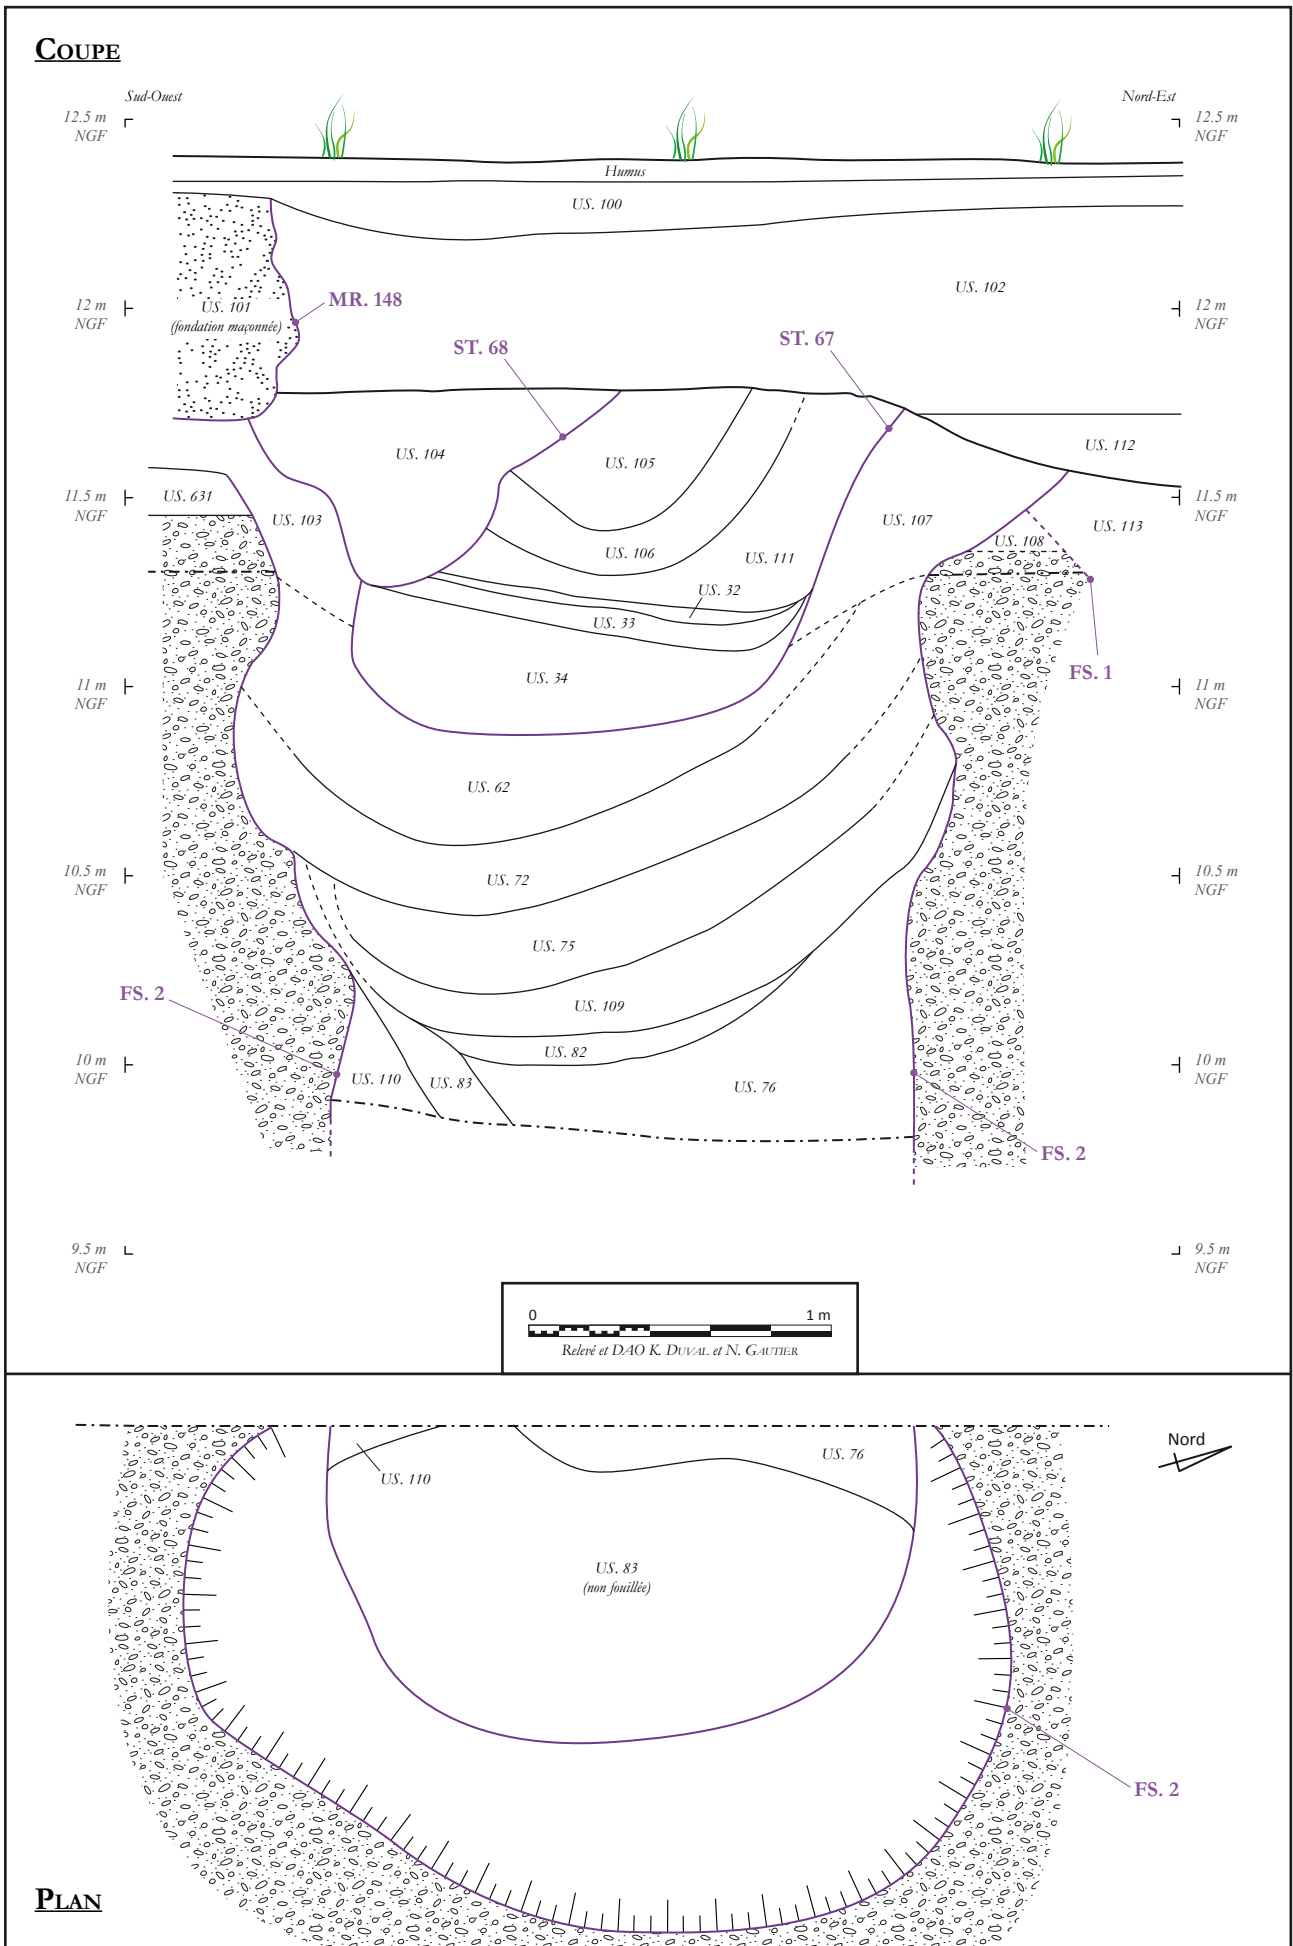 COUPE
Sud-Ouest
Nord-Est
12.5 m
NGF
12.5 m
NGF
Humus
US. 100
US. 102
12 m
NGF
US. 101
(fondation maçonnée)
MR. 148
12 m
NGF
ST. 68
ST. 67
US. 104
US. 105
US. 112
11.5 m
NGF
US. 631
US. 103
US. 107
11.5 m
NGF
US. 113
US. 108
US. 106
US. 111
US. 32
US. 33
FS. 1
11 m
NGF
US. 34
11 m
NGF
US. 62
10.5 m
NGF
US. 72
10.5 m
NGF
US. 75
FS. 2
US. 109
10 m
NGF
US. 82
US. 110
US. 83
US. 76
10 m
NGF
FS. 2
9.5 m
NGF
9.5 m
NGF
0 1 m
Relevé et DAO K. DUVAL et N. GAUTIER
Nord
US. 110
US. 76
US. 83
(non fouillée)
FS. 2
PLAN